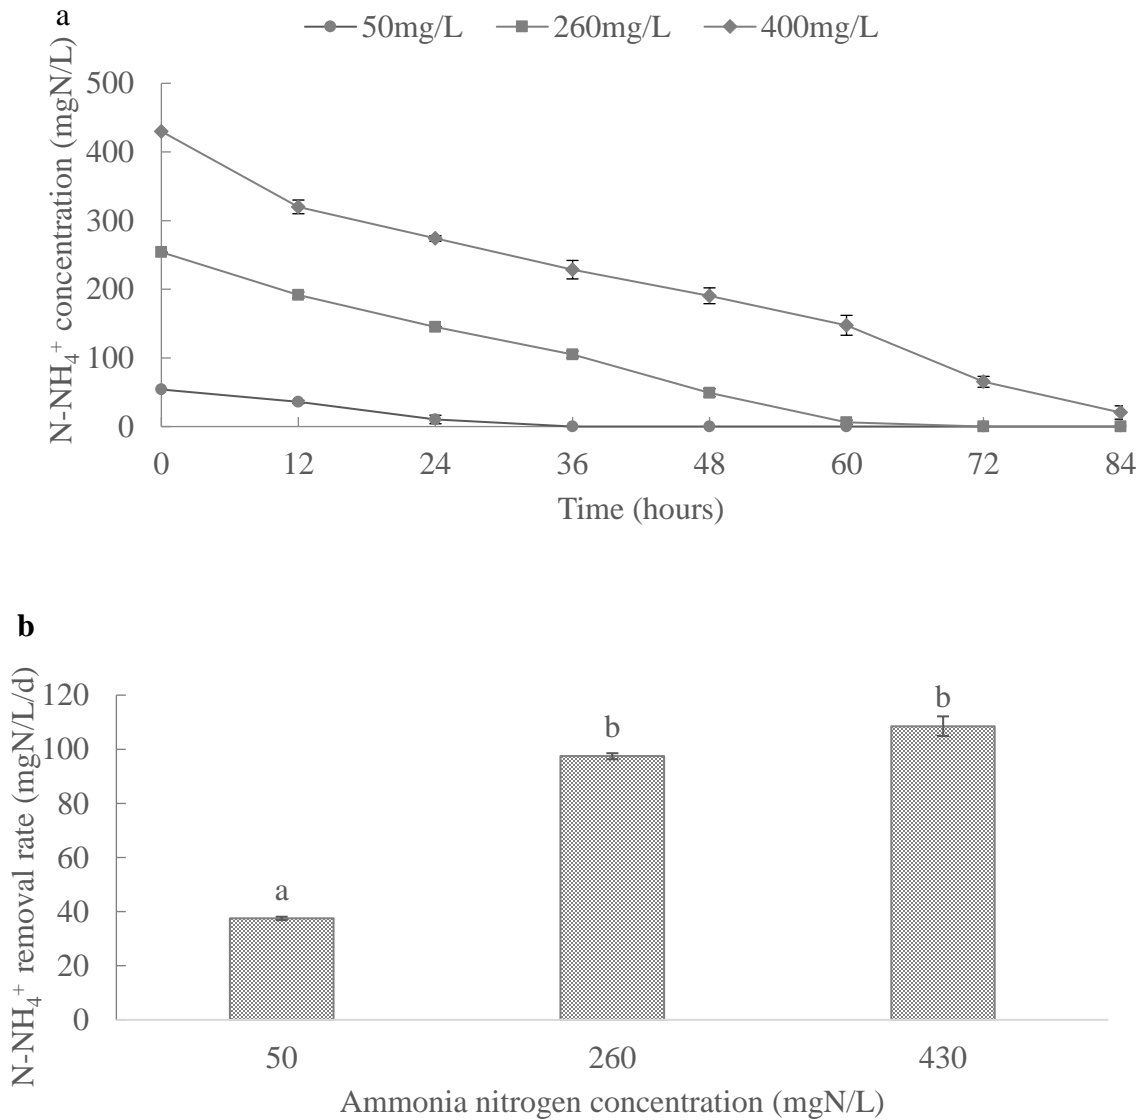 a
50mg/L 260mg/L 400mg/L
N-NH₄⁺ concentration (mgN/L)
500
400
300
200
100
0
0 12 24 36 48 60 72 84
Time (hours)
b
N-NH₄⁺ removal rate (mgN/L/d)
120
100
80
60
40
20
0
a
b
b
50 260 430
Ammonia nitrogen concentration (mgN/L)